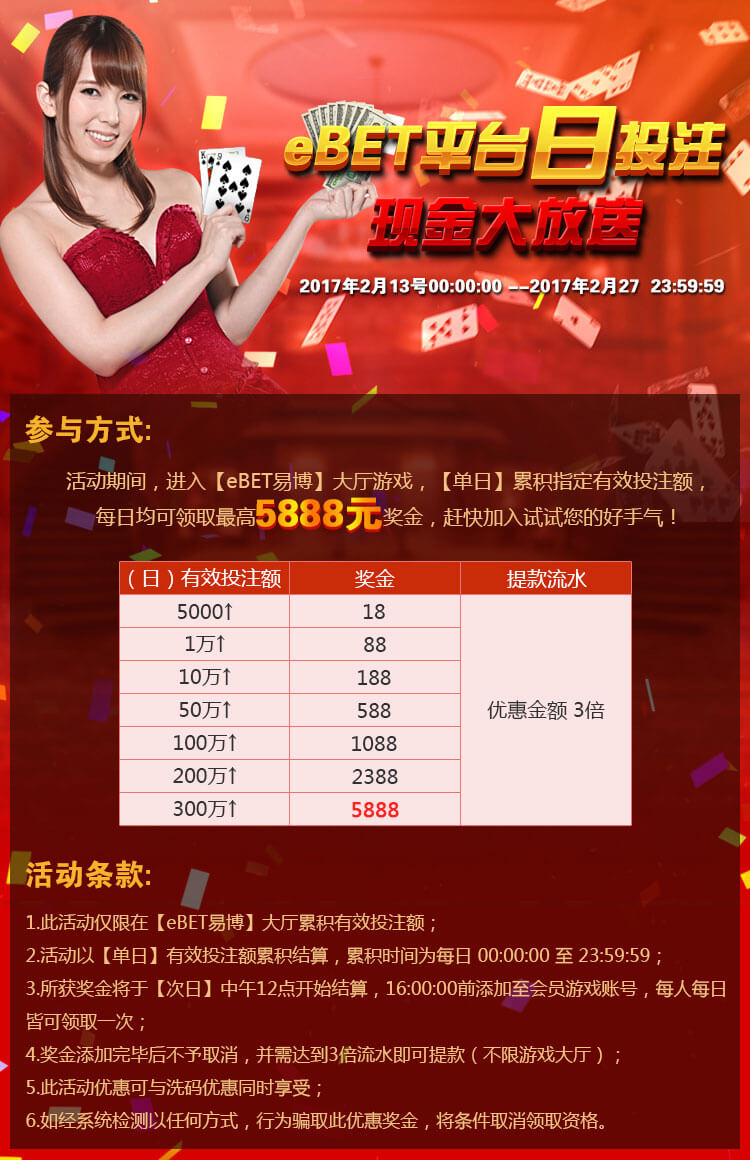 eBET平台日投注
现金大放送
2017年2月13号00:00:00 --2017年2月27 23:59:59
参与方式:
活动期间，进入【eBET易博】大厅游戏，【单日】累积指定有效投注额，
每日均可领取最高5888元奖金，赶快加入试试您的好手气！
（日）有效投注额 奖金 提款流水
5000↑ 18
1万↑ 88
10万↑ 188
50万↑ 588 优惠金额 3倍
100万↑ 1088
200万↑ 2388
300万↑ 5888
活动条款:
1.此活动仅限在【eBET易博】大厅累积有效投注额；
2.活动以【单日】有效投注额累积结算，累积时间为每日 00:00:00 至 23:59:59；
3.所获奖金将于【次日】中午12点开始结算，16:00:00前添加至会员游戏账号，每人每日
皆可领取一次；
4.奖金添加完毕后不予取消，并需达到3倍流水即可提款（不限游戏大厅）；
5.此活动优惠可与洗码优惠同时享受；
6.如经系统检测以任何方式，行为骗取此优惠奖金，将条件取消领取资格。